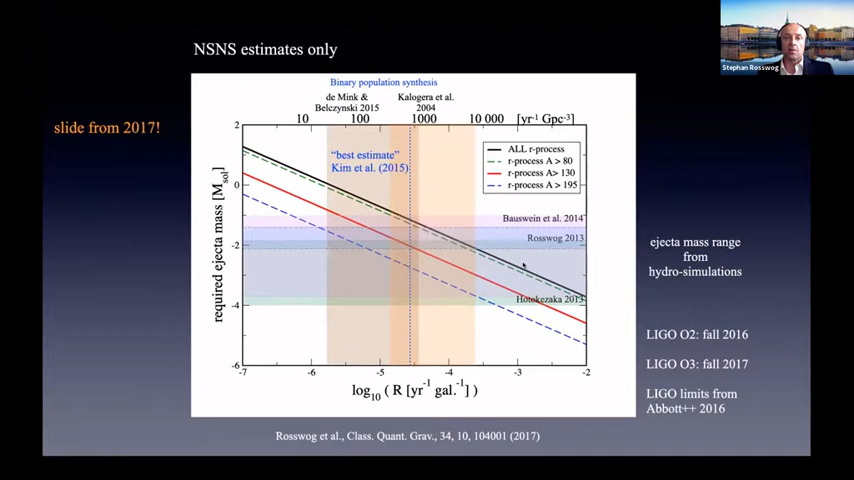 NSNS estimates only
Stephan Rosswog
slide from 2017!
Binary population synthesis
de Mink &
Belczynski 2015
Kalogera et al.
2004
10 100 1000 10 000 [yr-1 Gpc-3]
2
0
-2
-4
-6
required ejecta mass [Msol]
"best estimate"
Kim et al. (2015)
ALL r-process
r-process A > 80
r-process A> 130
r-process A > 195
Bauswein et al. 2014
Rosswog 2013
Hotokezaka 2013
-7 -6 -5 -4 -3 -2
log10 ( R [yr-1 gal.-1] )
ejecta mass range
from
hydro-simulations
LIGO O2: fall 2016
LIGO O3: fall 2017
LIGO limits from
Abbott++ 2016
Rosswog et al., Class. Quant. Grav., 34, 10, 104001 (2017)